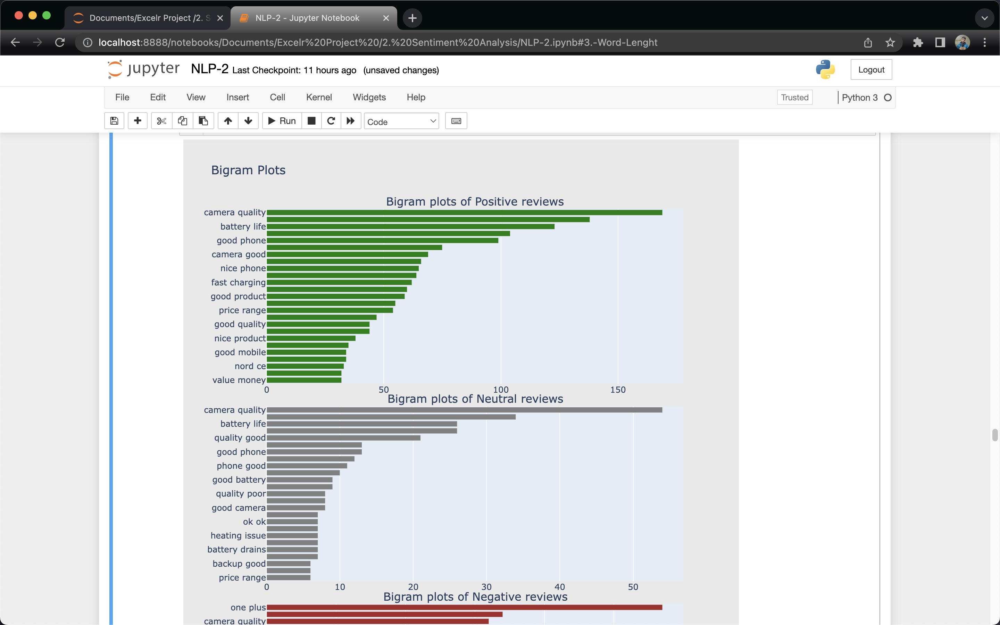 Documents/Excelr Project /2. S
NLP-2 - Jupyter Notebook
localhost:8888/notebooks/Documents/Excelr%20Project%20/2.%20Sentiment%20Analysis/NLP-2.ipynb#3.-Word-Lenght
jupyter NLP-2 Last Checkpoint: 11 hours ago (unsaved changes)
Logout
File Edit View Insert Cell Kernel Widgets Help
Trusted
Python 3
Run
Code
Bigram Plots
Bigram plots of Positive reviews
camera quality
battery life
good phone
camera good
nice phone
fast charging
good product
price range
good quality
nice product
good mobile
nord ce
value money
0 50 100 150
Bigram plots of Neutral reviews
camera quality
battery life
quality good
good phone
phone good
good battery
quality poor
good camera
ok ok
heating issue
battery drains
backup good
price range
0 10 20 30 40 50
Bigram plots of Negative reviews
one plus
camera quality